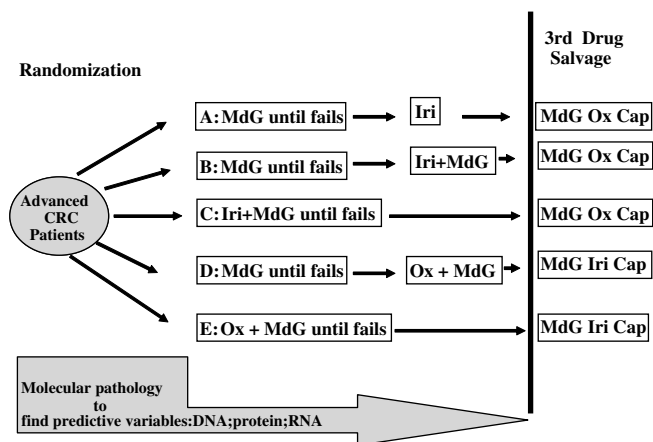 3rd Drug
Salvage
Randomization
A:MdG until fails
Iri
MdG Ox Cap
B:MdG until fails
Iri+MdG
MdG Ox Cap
Advanced
CRC
Patients
C:Iri+MdG until fails
MdG Ox Cap
D:MdG until fails
Ox + MdG
MdG Iri Cap
E:Ox + MdG until fails
MdG Iri Cap
Molecular pathology
to
find predictive variables:DNA;protein;RNA